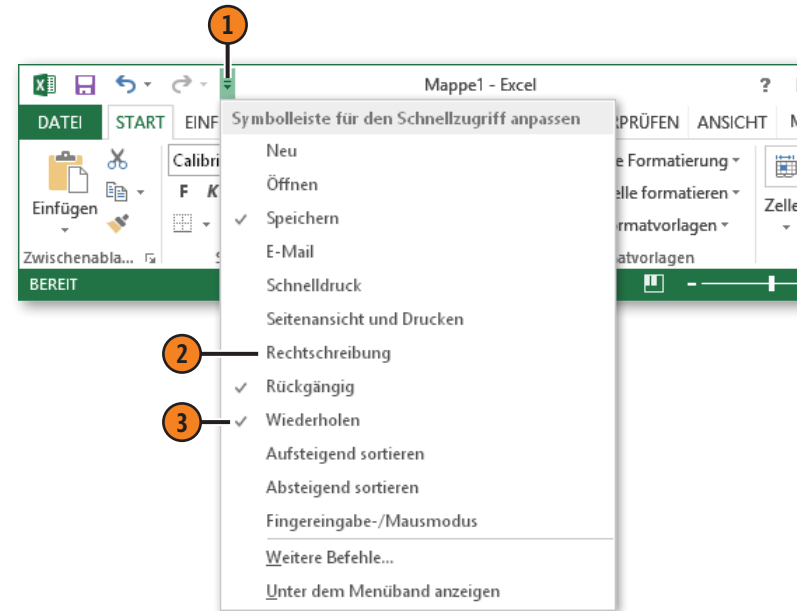 1
Mappe1 - Excel ?
DATEI START EINF RPRÜFEN ANSICHT
Symbolleiste für den Schnellzugriff anpassen
Neu
Öffnen
Speichern
E-Mail
Schnelldruck
Seitenansicht und Drucken
2 Rechtschreibung
Rückgängig
3 Wiederholen
Aufsteigend sortieren
Absteigend sortieren
Fingereingabe-/Mausmodus
Weitere Befehle...
Unter dem Menüband anzeigen
Calibri
F K
Einfügen
Zwischenabla...
BEREIT
e Formatierung
elle formatieren
rmatvorlagen
atvorlagen
Zelle